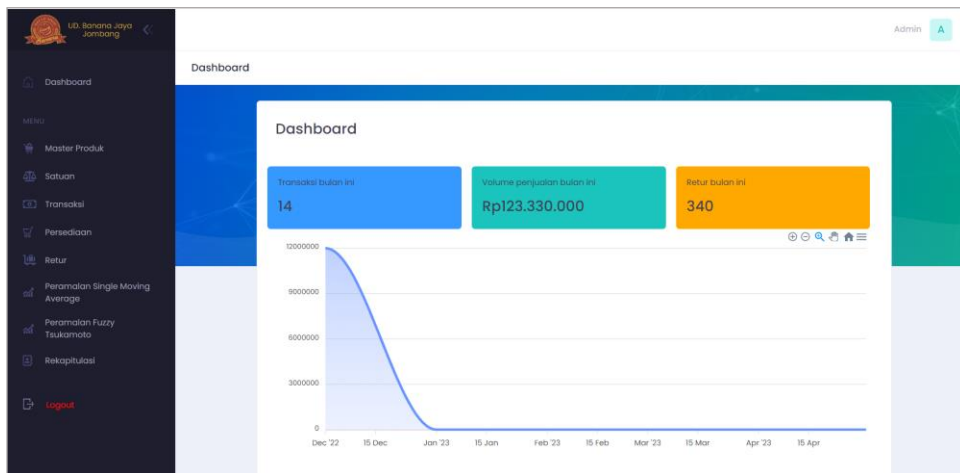 UD. Banana Jaya
Jombang
Admin
A
Dashboard
Dashboard
MENU
Master Produk
Satuan
Transaksi
Persediaan
Retur
Peramalan Single Moving
Average
Peramalan Fuzzy
Tsukamoto
Rekapitulasi
Logout
Dashboard
Transaksi bulan ini
14
Volume penjualan bulan ini
Rp123.330.000
Retur bulan ini
340
12000000
9000000
6000000
3000000
0
Dec '22
15 Dec
Jan '23
15 Jan
Feb '23
15 Feb
Mar '23
15 Mar
Apr '23
15 Apr